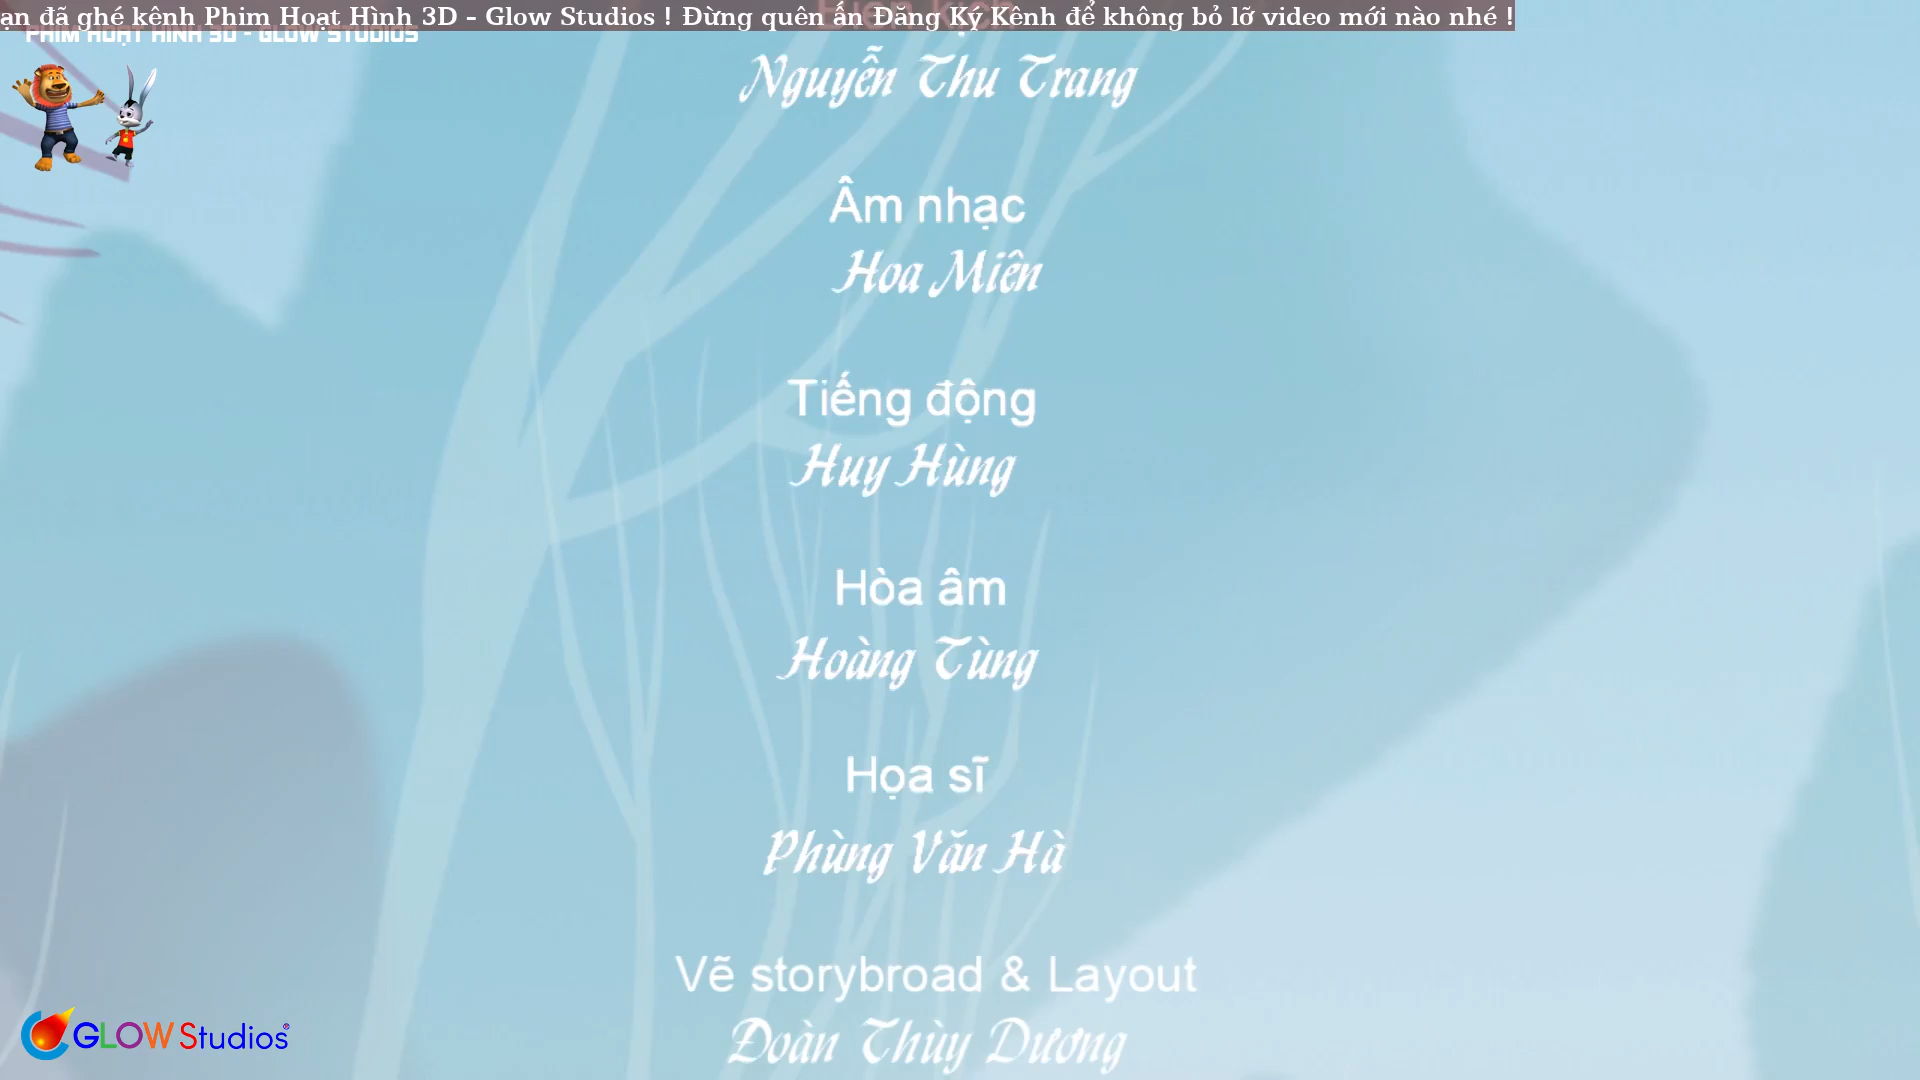 ạn đã ghé kênh Phim Hoạt Hình 3D - Glow Studios ! Đừng quên ấn Đăng Ký Kênh để không bỏ lỡ video mới nào nhé !
PHIM HOẠT HÌNH 3D - GLOW STUDIOS
Nguyễn Thu Trang
Âm nhạc
Hoa Miên
Tiếng động
Huy Hùng
Hòa âm
Hoàng Tùng
Họa sĩ
Phùng Văn Hà
Vẽ storybroad & Layout
Đoàn Thùy Dương
GLOW Studios